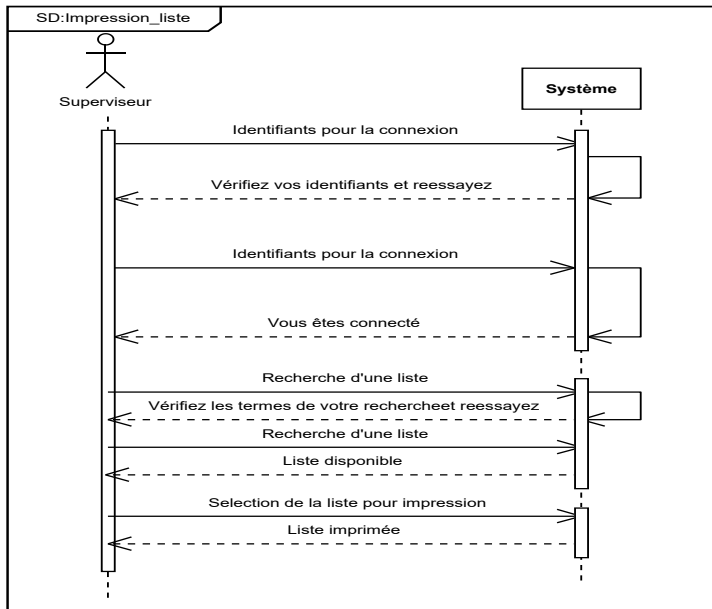 SD:Impression_liste
Superviseur
Système
Identifiants pour la connexion
Vérifiez vos identifiants et reessayez
Identifiants pour la connexion
Vous êtes connecté
Recherche d'une liste
Vérifiez les termes de votre rechercheet reessayez
Recherche d'une liste
Liste disponible
Selection de la liste pour impression
Liste imprimée